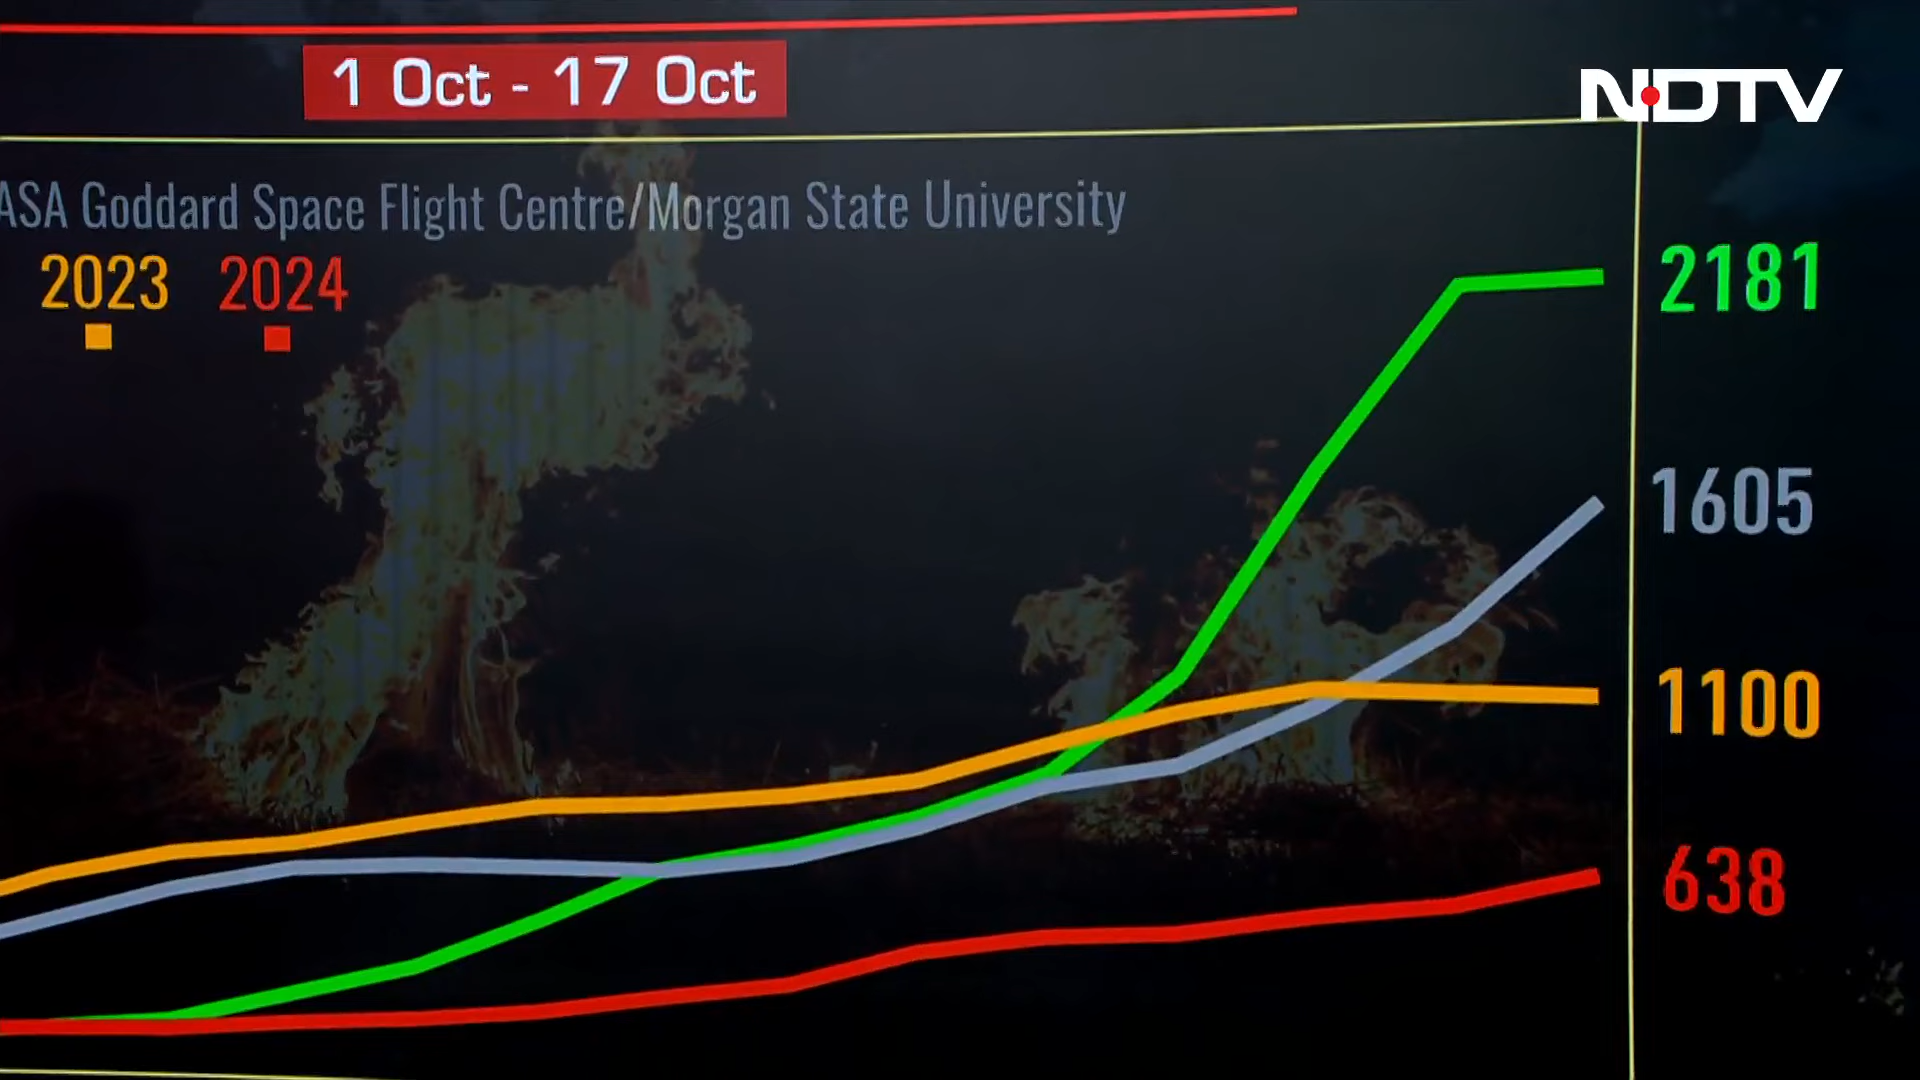 1 Oct - 17 Oct
NDTV
ASA Goddard Space Flight Centre/Morgan State University
2023 2024
2181
1605
1100
638